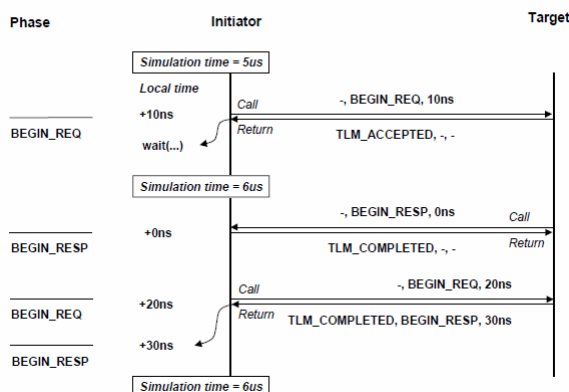 Phase Initiator Target
Simulation time = 5us
Local time
-, BEGIN_REQ, 10ns
+10ns Call
BEGIN_REQ Return TLM_ACCEPTED, -, -
wait(...)
Simulation time = 6us
-, BEGIN_RESP, 0ns Call
+0ns
BEGIN_RESP TLM_COMPLETED, -, - Return
Call -, BEGIN_REQ, 20ns
+20ns
BEGIN_REQ Return TLM_COMPLETED, BEGIN_RESP, 30ns
+30ns
BEGIN_RESP
Simulation time = 6us